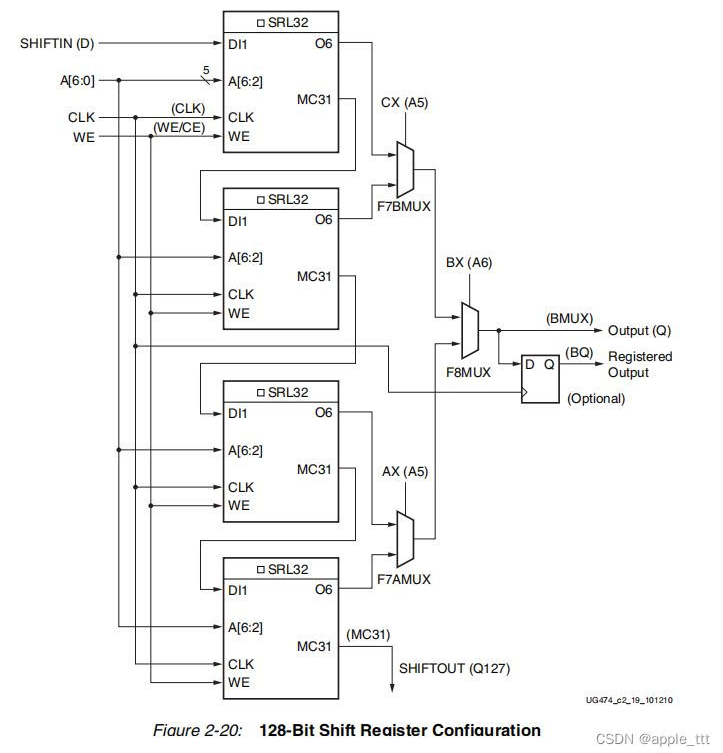 SRL32
SHIFTIN (D)
DI1
O6
A[6:0]
5
A[6:2]
MC31
CLK
(CLK)
CLK
WE
(WE/CE)
WE
CX (A5)
F7BMUX
SRL32
DI1
O6
A[6:2]
MC31
CLK
WE
BX (A6)
F8MUX
(BMUX)
Output (Q)
D Q
(BQ)
Registered
Output
(Optional)
SRL32
DI1
O6
A[6:2]
MC31
CLK
WE
AX (A5)
F7AMUX
SRL32
DI1
O6
A[6:2]
MC31
CLK
WE
(MC31)
SHIFTOUT (Q127)
UG474_c2_19_101210
Figure 2-20: 128-Bit Shift Register Configuration
CSDN @apple_ttt